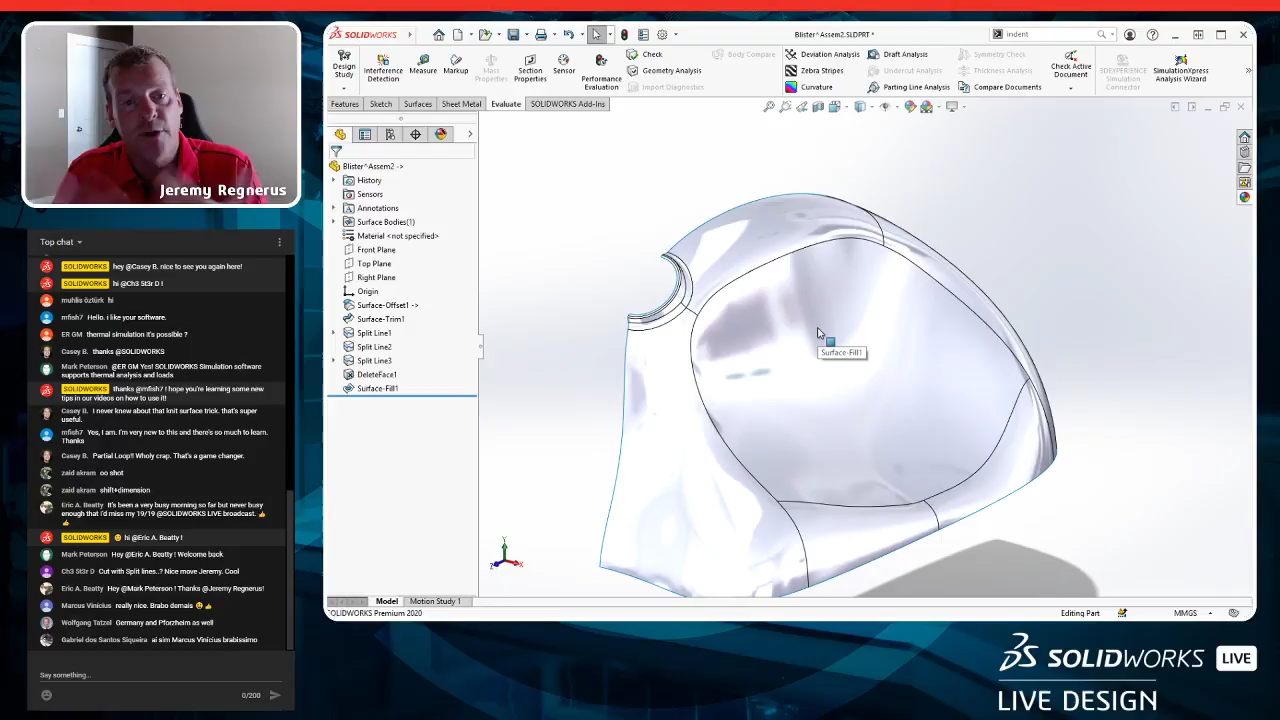 Jeremy Regnerus
Top chat
SOLIDWORKS hey @Casey B. nice to see you again here!
SOLIDWORKS hi @Ch3 5t3r D !
muhlis öztürk hi
mfish7 Hello. i like your software.
ER GM thermal simulation it's possible ?
Casey B. thanks @SOLIDWORKS
Mark Peterson @ER GM Yes! SOLIDWORKS Simulation software
supports thermal analysis and loads
SOLIDWORKS thanks @mfish7 ! hope you're learning some new
tips in our videos on how to use it!
Casey B. I never knew about that knit surface trick. that's super
useful.
mfish7 Yes, I am. I'm very new to this and there's so much to learn.
Thanks
Casey B. Partial Loop!! Wholy crap. That's a game changer.
zaid akram oo shot
zaid akram shift+dimension
Eric A. Beatty It's been a very busy morning so far but never busy
enough that i'd miss my 19/19 @SOLIDWORKS LIVE broadcast.
SOLIDWORKS hi @Eric A. Beatty !
Mark Peterson Hey @Eric A. Beatty ! Welcome back
Ch3 5t3r D Cut with Split lines..? Nice move Jeremy. Cool
Eric A. Beatty Hey @Mark Peterson ! Thanks @Jeremy Regnerus!
Marcus Vinícius really nice. Brabo demais
Wolfgang Tatzel Germany and Pforzheim as well
Gabriel dos Santos Siqueira ai sim Marcus Vinícius brabissimo
Say something...
0/200
SOLIDWORKS
Blister^Assem2.SLDPRT *
indent
Design
Study
Interference
Detection
Measure
Markup
Mass
Properties
Section
Properties
Sensor
Performance
Evaluation
Check
Geometry Analysis
Import Diagnostics
Body Compare
Deviation Analysis
Zebra Stripes
Curvature
Draft Analysis
Undercut Analysis
Parting Line Analysis
Symmetry Check
Thickness Analysis
Compare Documents
Check Active
Document
3DEXPERIENCE
Simulation
Connector
SimulationXpress
Analysis Wizard
Features Sketch Surfaces Sheet Metal Evaluate SOLIDWORKS Add-Ins
Blister^Assem2 ->
History
Sensors
Annotations
Surface Bodies(1)
Material <not specified>
Front Plane
Top Plane
Right Plane
Origin
Surface-Offset1 ->
Surface-Trim1
Split Line1
Split Line2
Split Line3
DeleteFace1
Surface-Fill1
Surface-Fill1
Y
X
Z
Model Motion Study 1
SOLIDWORKS Premium 2020
Editing Part
MMGS
SOLIDWORKS LIVE
LIVE DESIGN